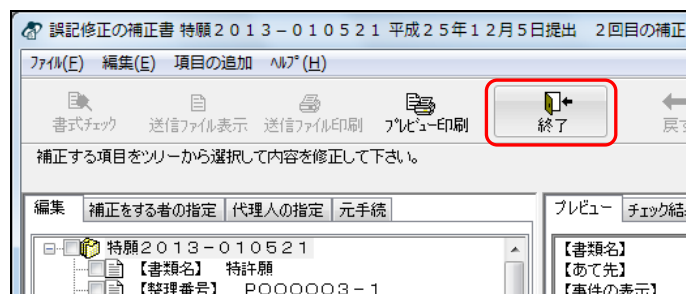 誤記修正の補正書 特願２０１３－０１０５２１ 平成２５年１２月５日提出　２回目の補正
ﾌｧｲﾙ(F) 編集(E) 項目の追加 ﾍﾙﾌﾟ(H)
書式ﾁｪｯｸ 送信ﾌｧｲﾙ表示 送信ﾌｧｲﾙ印刷 ﾌﾟﾚﾋﾞｭｰ印刷 終了 戻す
補正する項目をﾂﾘｰから選択して内容を修正して下さい。
編集 補正をする者の指定 代理人の指定 元手続 ﾌﾟﾚﾋﾞｭｰ ﾁｪｯｸ結
特願２０１３－０１０５２１
【書類名】 特許願
【整理番号】 Ｐ０００００３－１
【書類名】
【あて先】
【事件の表示】